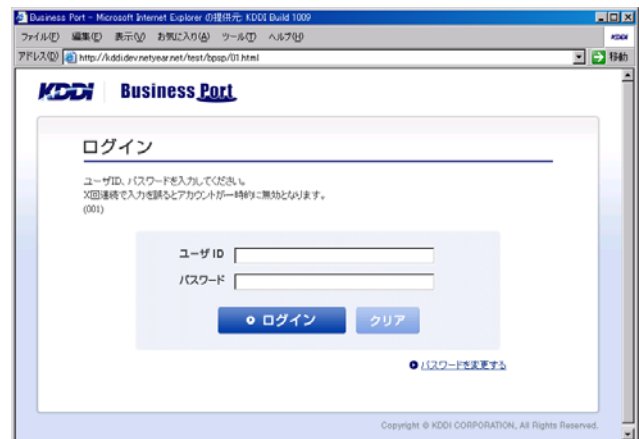 Business Port - Microsoft Internet Explorer の提供元: KDDI Build 1009
ファイル(F) 編集(E) 表示(V) お気に入り(A) ツール(T) ヘルプ(H)
KDDI
アドレス(D) http://kddidev.netyear.net/test/bpsp/01.html 移動
KDDI Business Port
ログイン
ユーザID、パスワードを入力してください。
X回連続で入力を誤るとアカウントが一時的に無効となります。
(001)
ユーザ ID
パスワード
ログイン クリア
パスワードを変更する
Copyright © KDDI CORPORATION, All Rights Reserved.